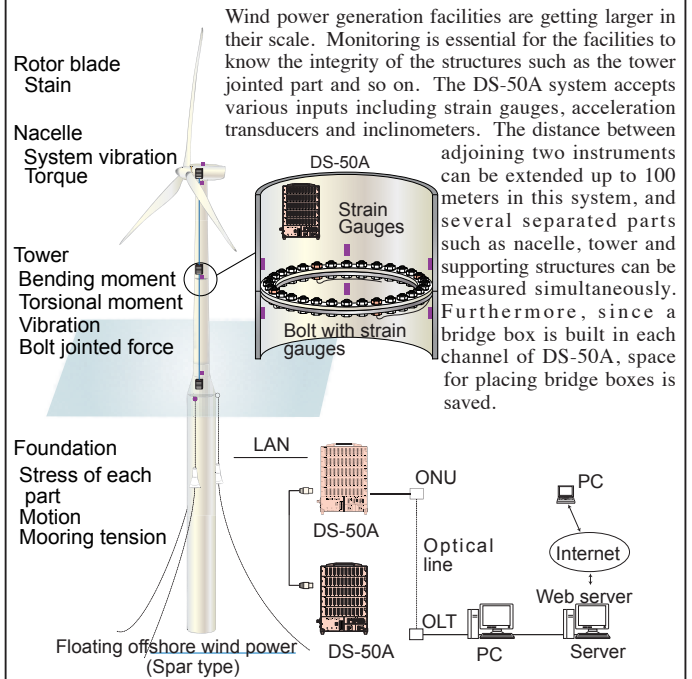 Wind power generation facilities are getting larger in
their scale. Monitoring is essential for the facilities to
know the integrity of the structures such as the tower
jointed part and so on. The DS-50A system accepts
various inputs including strain gauges, acceleration
transducers and inclinometers. The distance between
adjoining two instruments
can be extended up to 100
meters in this system, and
several separated parts
such as nacelle, tower and
supporting structures can be
measured simultaneously.
Furthermore, since a
bridge box is built in each
channel of DS-50A, space
for placing bridge boxes is
saved.
Rotor blade
Stain
Nacelle
System vibration
Torque
Tower
Bending moment
Torsional moment
Vibration
Bolt jointed force
Foundation
Stress of each
part
Motion
Mooring tension
DS-50A
Strain
Gauges
Bolt with strain
gauges
LAN
DS-50A
ONU
Optical
line
OLT
DS-50A
PC
Internet
Web server
PC
Server
Floating offshore wind power
(Spar type)